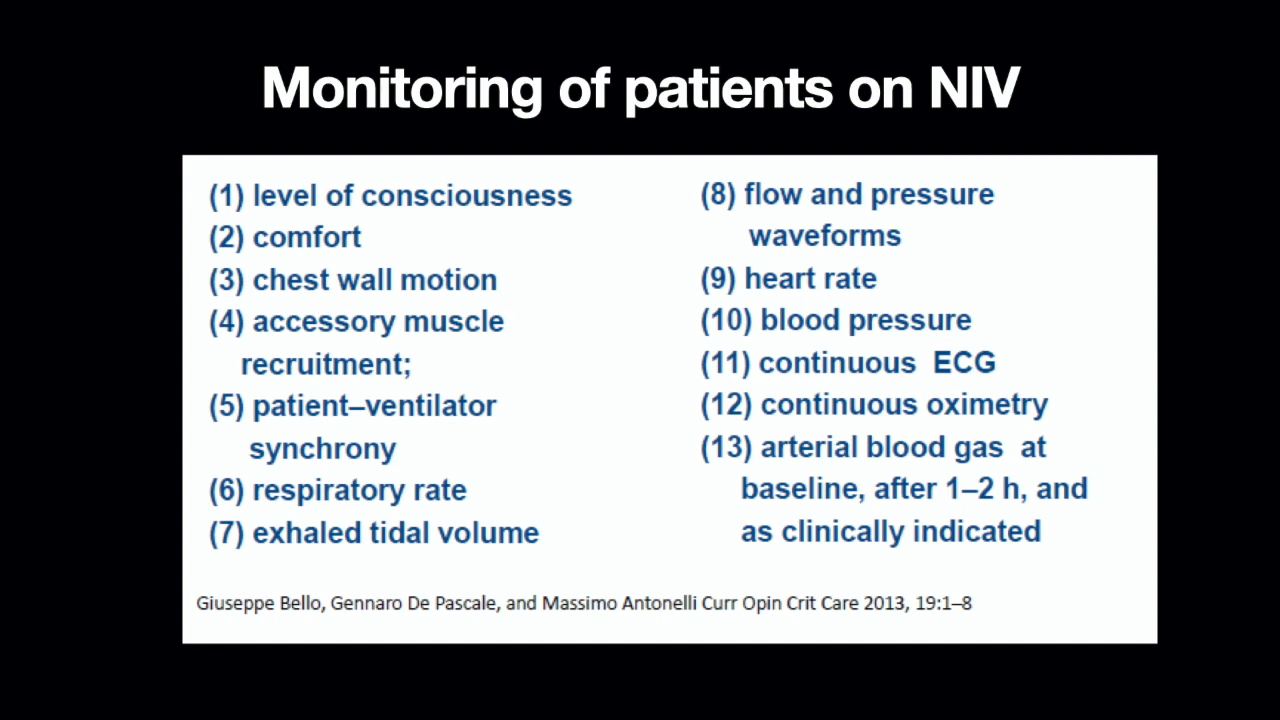 Monitoring of patients on NIV
(1) level of consciousness
(2) comfort
(3) chest wall motion
(4) accessory muscle
recruitment;
(5) patient–ventilator
synchrony
(6) respiratory rate
(7) exhaled tidal volume
(8) flow and pressure
waveforms
(9) heart rate
(10) blood pressure
(11) continuous ECG
(12) continuous oximetry
(13) arterial blood gas at
baseline, after 1–2 h, and
as clinically indicated
Giuseppe Bello, Gennaro De Pascale, and Massimo Antonelli Curr Opin Crit Care 2013, 19:1–8